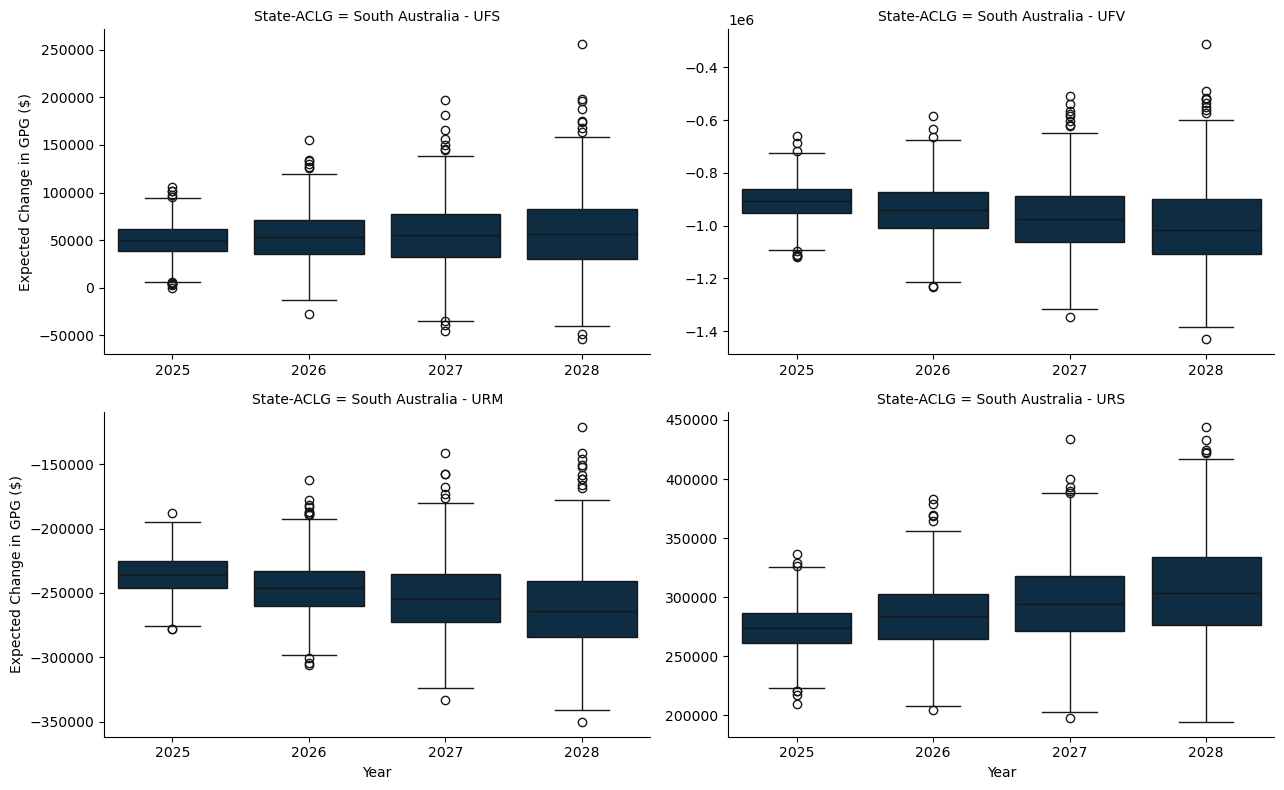 State-ACLG = South Australia - UFS
Expected Change in GPG ($)
250000
200000
150000
100000
50000
0
−50000
2025 2026 2027 2028
State-ACLG = South Australia - UFV
1e6
−0.4
−0.6
−0.8
−1.0
−1.2
−1.4
2025 2026 2027 2028
State-ACLG = South Australia - URM
Expected Change in GPG ($)
−150000
−200000
−250000
−300000
−350000
2025 2026 2027 2028
Year
State-ACLG = South Australia - URS
450000
400000
350000
300000
250000
200000
2025 2026 2027 2028
Year